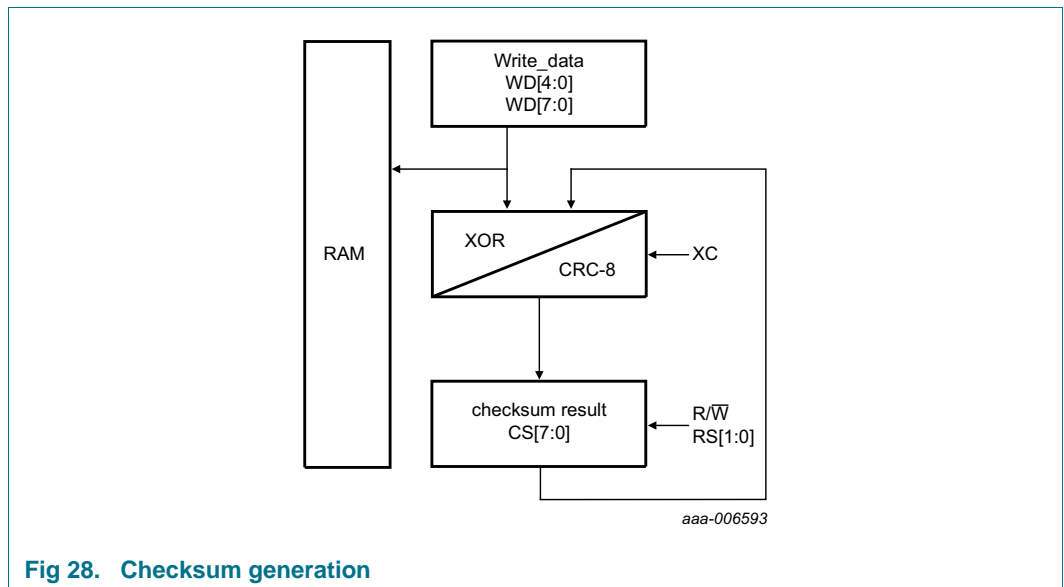 Write_data
WD[4:0]
WD[7:0]
RAM
XOR
CRC-8
XC
checksum result
CS[7:0]
R/W̅
RS[1:0]
aaa-006593
Fig 28. Checksum generation